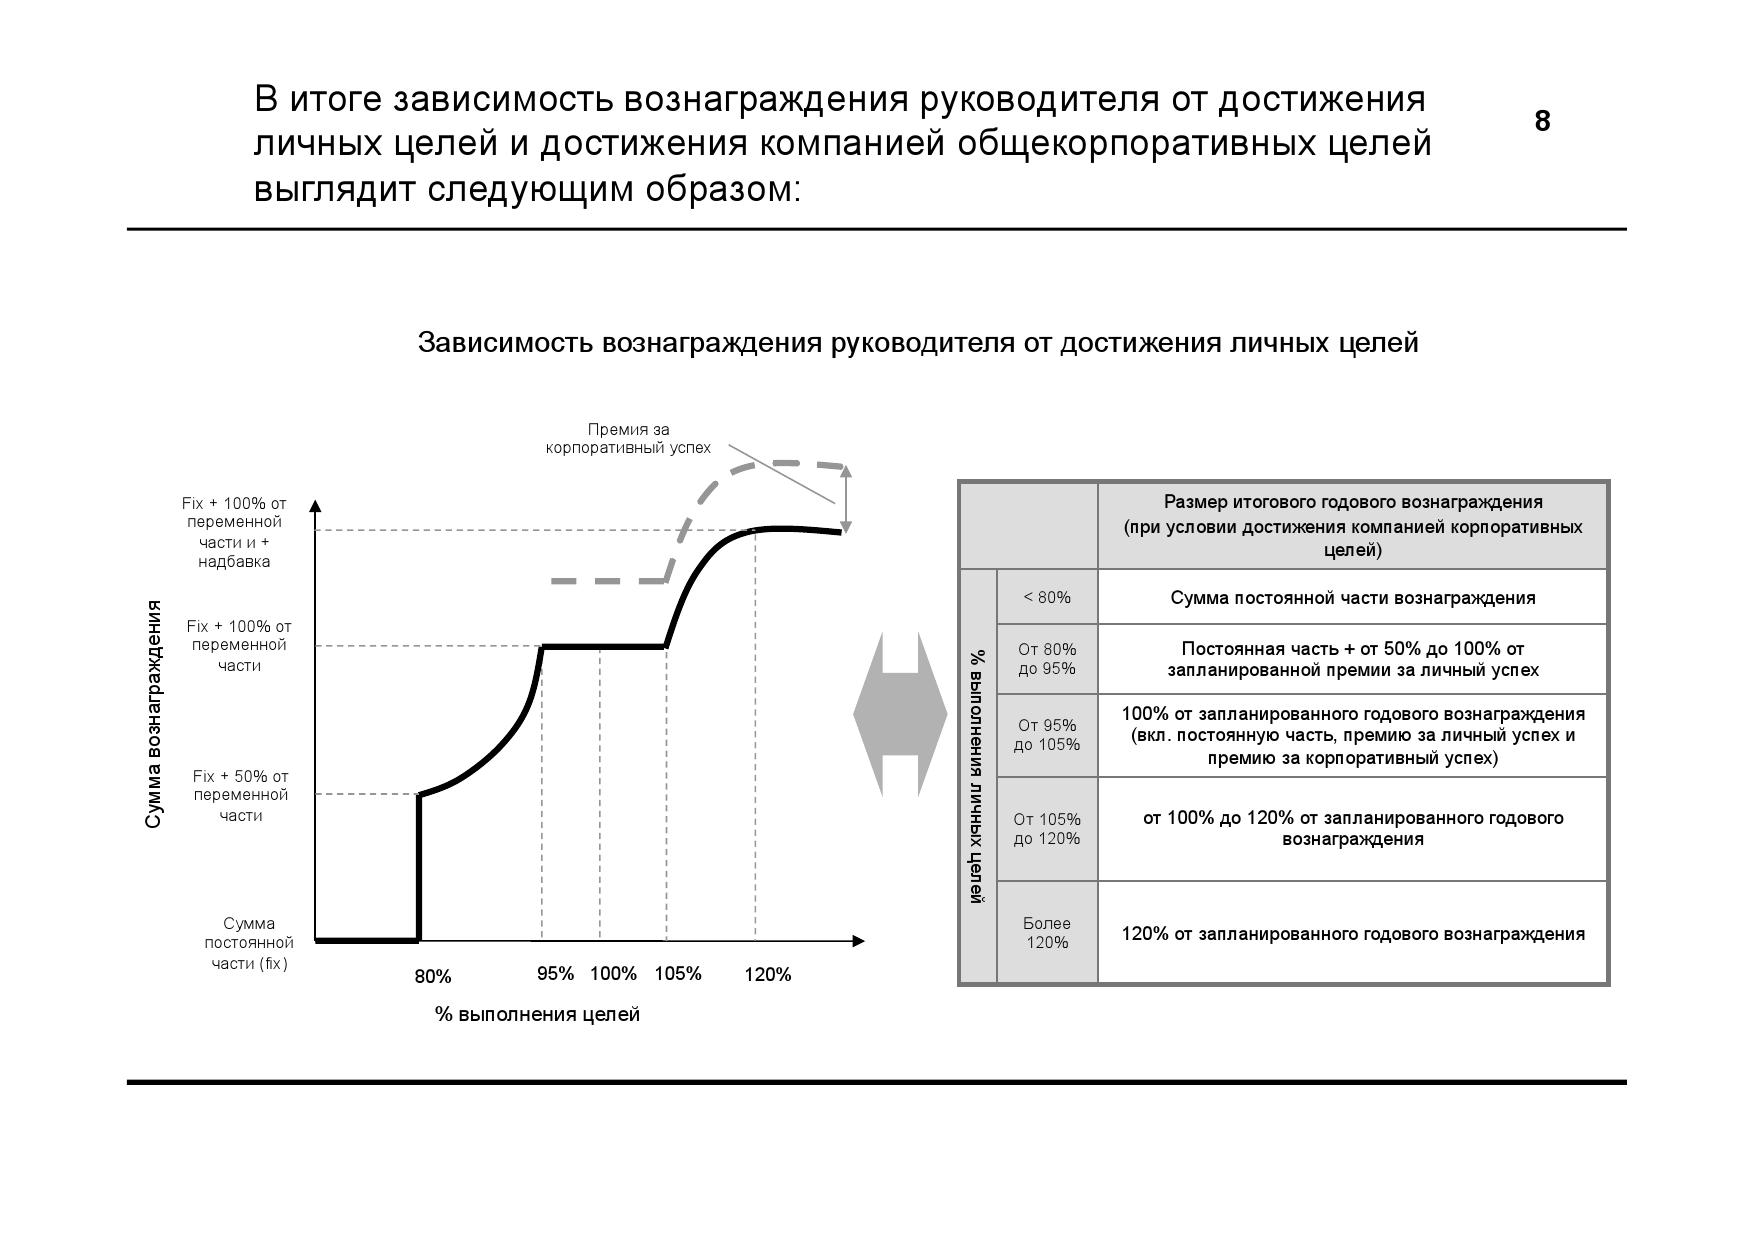 В итоге зависимость вознаграждения руководителя от достижения
личных целей и достижения компанией общекорпоративных целей
выглядит следующим образом:
8
Зависимость вознаграждения руководителя от достижения личных целей
Премия за
корпоративный успех
Fix + 100% от
переменной
части и +
надбавка
Fix + 100% от
переменной
части
Fix + 50% от
переменной
части
Сумма
постоянной
части (fix)
Сумма вознаграждения
80%
95%
100%
105%
120%
% выполнения целей
Размер итогового годового вознаграждения
(при условии достижения компанией корпоративных
целей)
% выполнения личных целей
< 80%
Сумма постоянной части вознаграждения
От 80%
до 95%
Постоянная часть + от 50% до 100% от
запланированной премии за личный успех
От 95%
до 105%
100% от запланированного годового вознаграждения
(вкл. постоянную часть, премию за личный успех и
премию за корпоративный успех)
От 105%
до 120%
от 100% до 120% от запланированного годового
вознаграждения
Более
120%
120% от запланированного годового вознаграждения